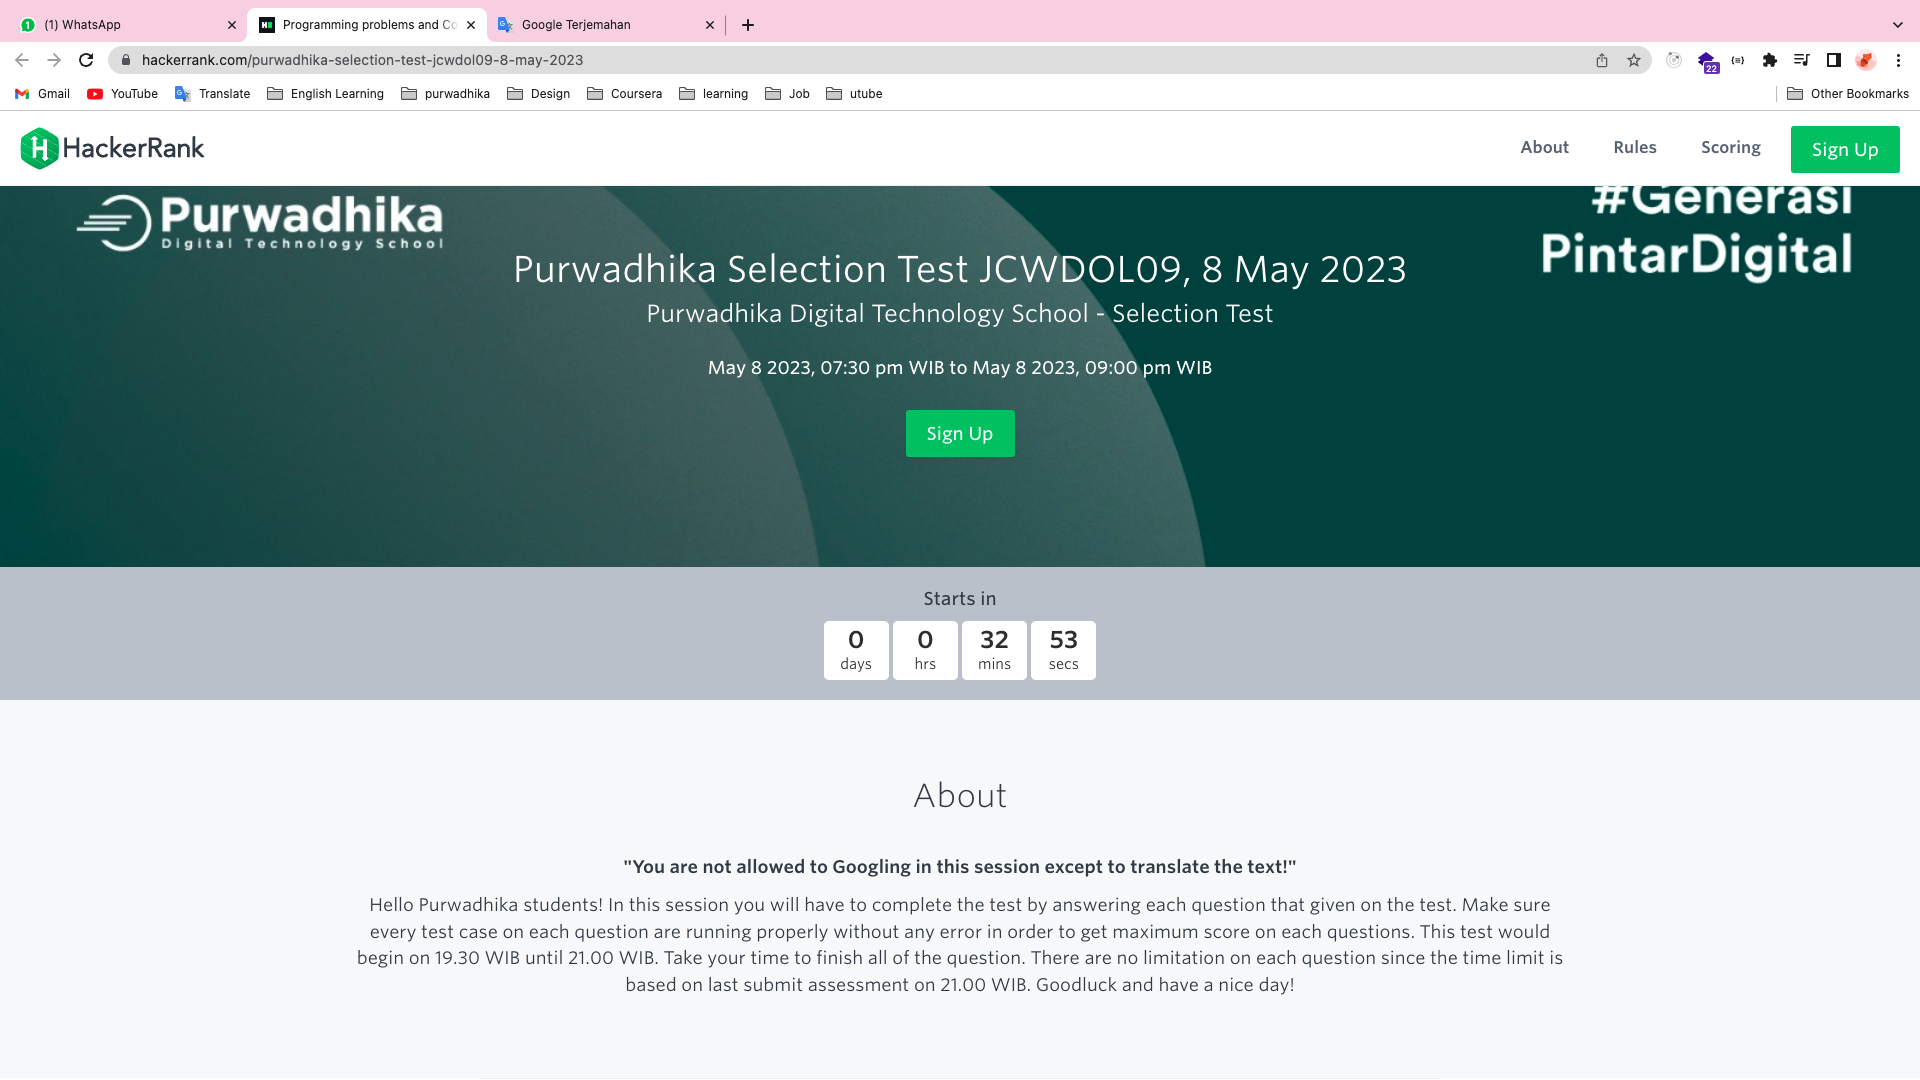 (1) WhatsApp
Programming problems and Co
Google Terjemahan
hackerrank.com/purwadhika-selection-test-jcwdol09-8-may-2023
22
Gmail YouTube Translate English Learning purwadhika Design Coursera learning Job utube Other Bookmarks
HackerRank
About Rules Scoring Sign Up
Purwadhika
Digital Technology School
#Generasi
PintarDigital
Purwadhika Selection Test JCWDOL09, 8 May 2023
Purwadhika Digital Technology School - Selection Test
May 8 2023, 07:30 pm WIB to May 8 2023, 09:00 pm WIB
Sign Up
Starts in
0 0 32 53
days hrs mins secs
About
"You are not allowed to Googling in this session except to translate the text!"
Hello Purwadhika students! In this session you will have to complete the test by answering each question that given on the test. Make sure
every test case on each question are running properly without any error in order to get maximum score on each questions. This test would
begin on 19.30 WIB until 21.00 WIB. Take your time to finish all of the question. There are no limitation on each question since the time limit is
based on last submit assessment on 21.00 WIB. Goodluck and have a nice day!